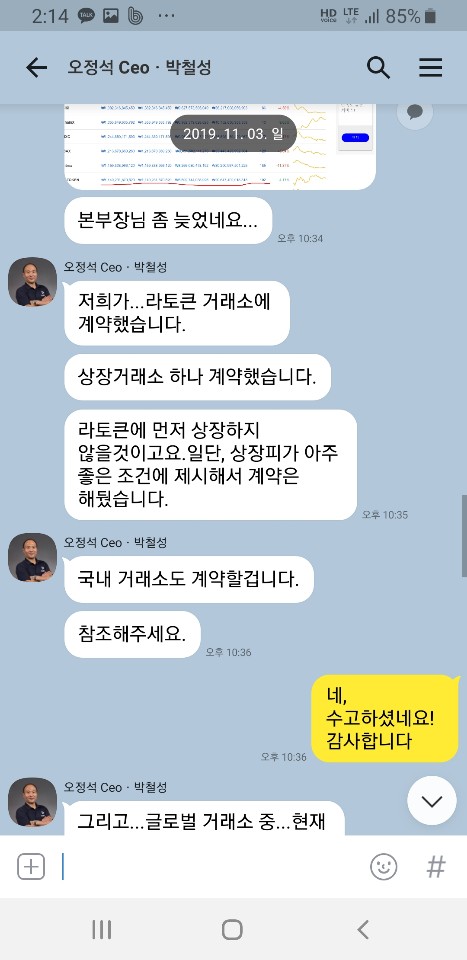 2:14
TALK
HD
VOICE
LTE
85%
오정석 Ceo · 박철성
2019. 11. 03. 일
본부장님 좀 늦었네요...
오후 10:34
오정석 Ceo · 박철성
저희가...라토큰 거래소에
계약했습니다.
상장거래소 하나 계약했습니다.
라토큰에 먼저 상장하지
않을것이고요.일단, 상장피가 아주
좋은 조건에 제시해서 계약은
해뒀습니다.
오후 10:35
오정석 Ceo · 박철성
국내 거래소도 계약할겁니다.
참조해주세요.
오후 10:36
네,
수고하셨네요!
감사합니다
오후 10:36
오정석 Ceo · 박철성
그리고...글로벌 거래소 중...현재
#